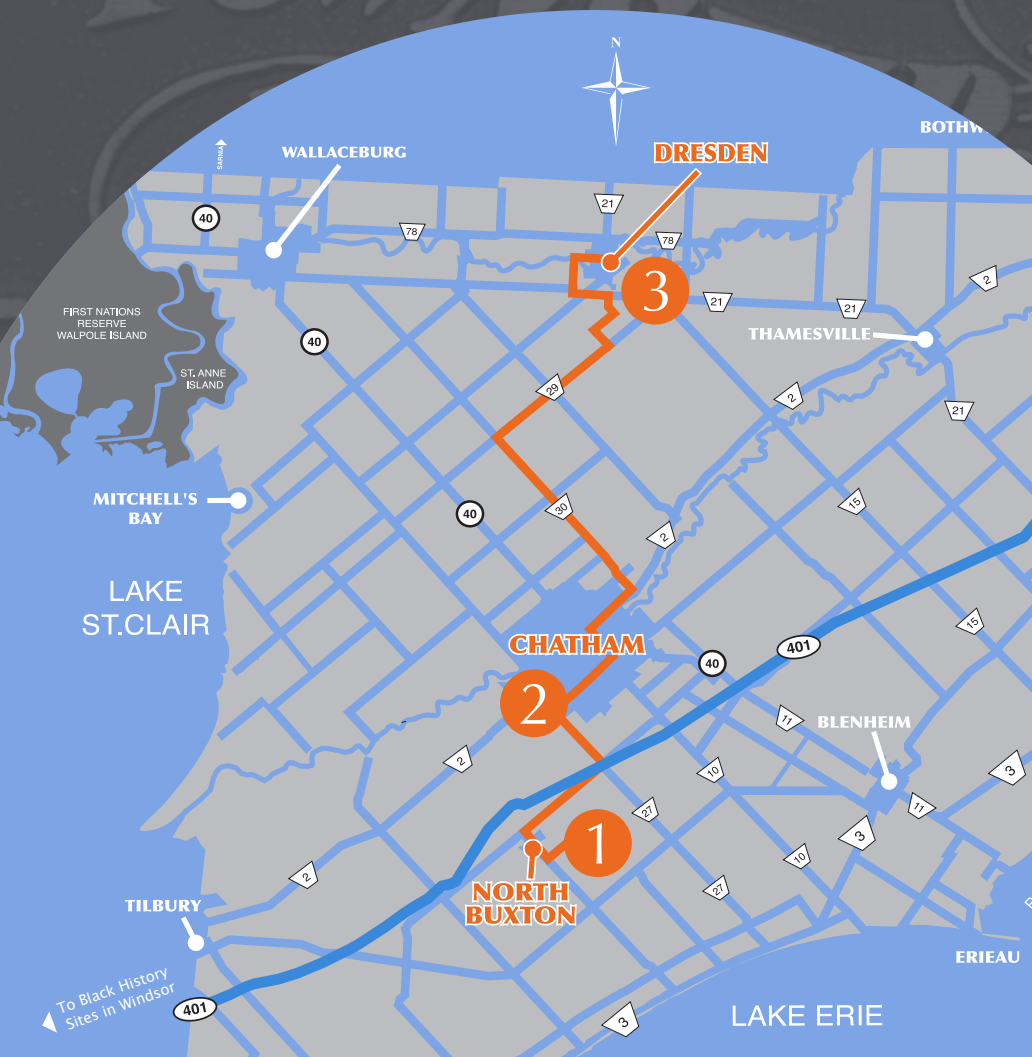 N
BOTHW
SARNIA
WALLACEBURG
DRESDEN
40
21
78
78
3
21
21
2
FIRST NATIONS
RESERVE
WALPOLE ISLAND
40
THAMESVILLE
ST. ANNE
ISLAND
29
2
21
MITCHELL'S
BAY
40
30
15
2
LAKE
ST.CLAIR
15
CHATHAM
401
40
2
11
BLENHEIM
2
10
3
27
11
1
3
10
2
NORTH
BUXTON
27
TILBURY
ERIEAU
To Black History
Sites in Windsor
401
3
LAKE ERIE